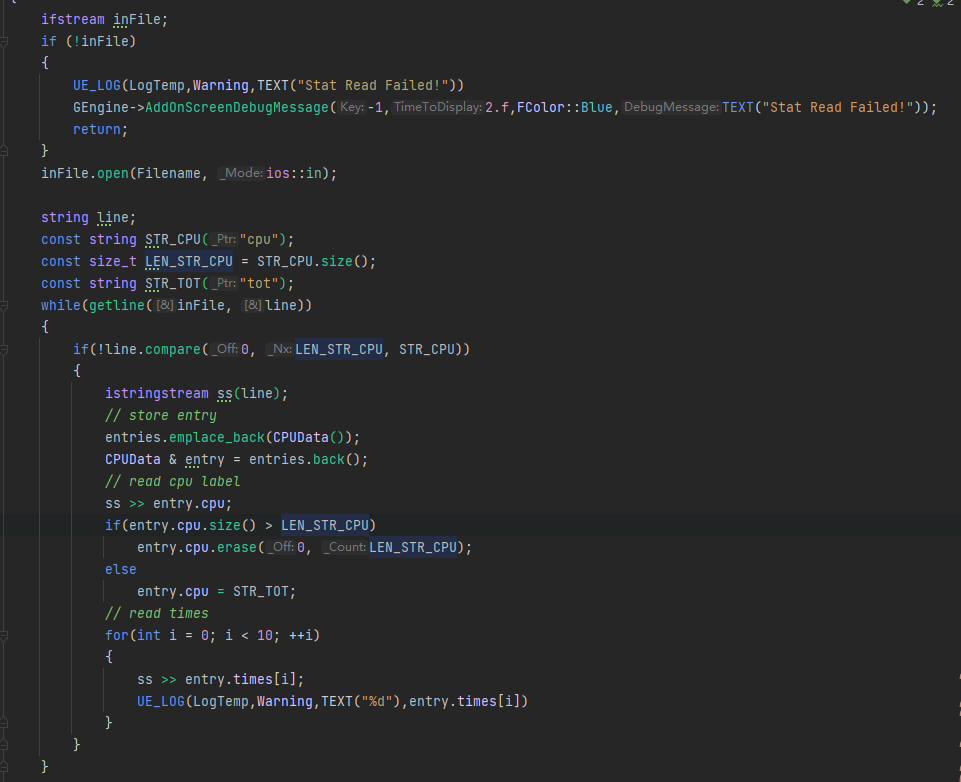 { 2 2
ifstream inFile;
if (!inFile)
{
UE_LOG(LogTemp,Warning,TEXT("Stat Read Failed!"))
GEngine->AddOnScreenDebugMessage( Key: -1, TimeToDisplay: 2.f,FColor::Blue, DebugMessage: TEXT("Stat Read Failed!"));
return;
}
inFile.open(Filename, _Mode: ios::in);
string line;
const string STR_CPU( _Ptr: "cpu");
const size_t LEN_STR_CPU = STR_CPU.size();
const string STR_TOT( _Ptr: "tot");
while(getline( [&] inFile, [&] line))
{
if(!line.compare( _Off: 0, _Nx: LEN_STR_CPU, STR_CPU))
{
istringstream ss(line);
// store entry
entries.emplace_back(CPUData());
CPUData & entry = entries.back();
// read cpu label
ss >> entry.cpu;
if(entry.cpu.size() > LEN_STR_CPU)
entry.cpu.erase( _Off: 0, _Count: LEN_STR_CPU);
else
entry.cpu = STR_TOT;
// read times
for(int i = 0; i < 10; ++i)
{
ss >> entry.times[i];
UE_LOG(LogTemp,Warning,TEXT("%d"),entry.times[i])
}
}
}